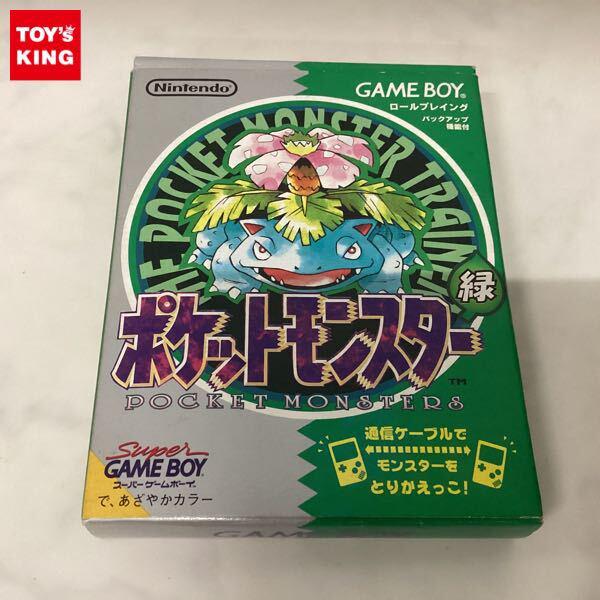 TOY's
KING
Nintendo
GAME BOY
ロールプレイング
バックアップ
機能付
POCKET MONSTER TRAINER
緑
ポケットモンスター
TM
POCKET MONSTERS
Super
GAME BOY
スーパーゲームボーイ
で、あざやかカラー
通信ケーブルで
モンスターを
とりかえっこ!
GAME BOY